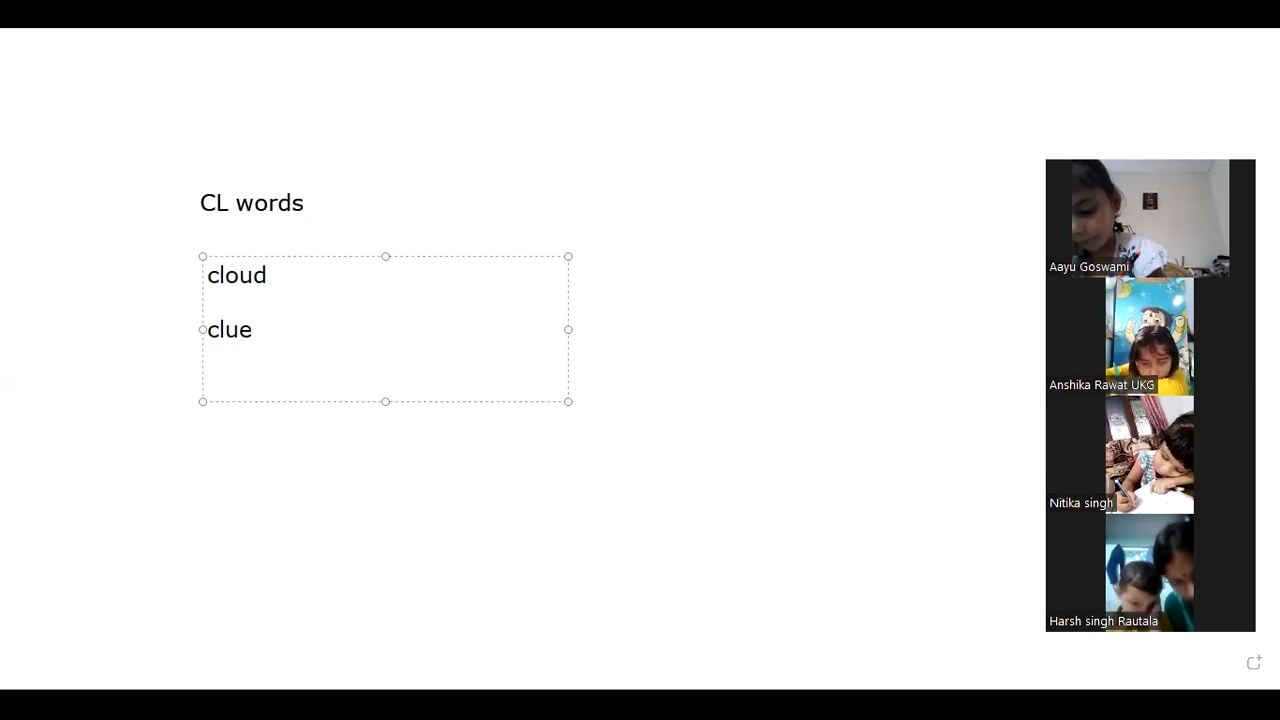 CL words
cloud
clue
Aayu Goswami
Anshika Rawat UKG
Nitika singh
Harsh singh Rautala